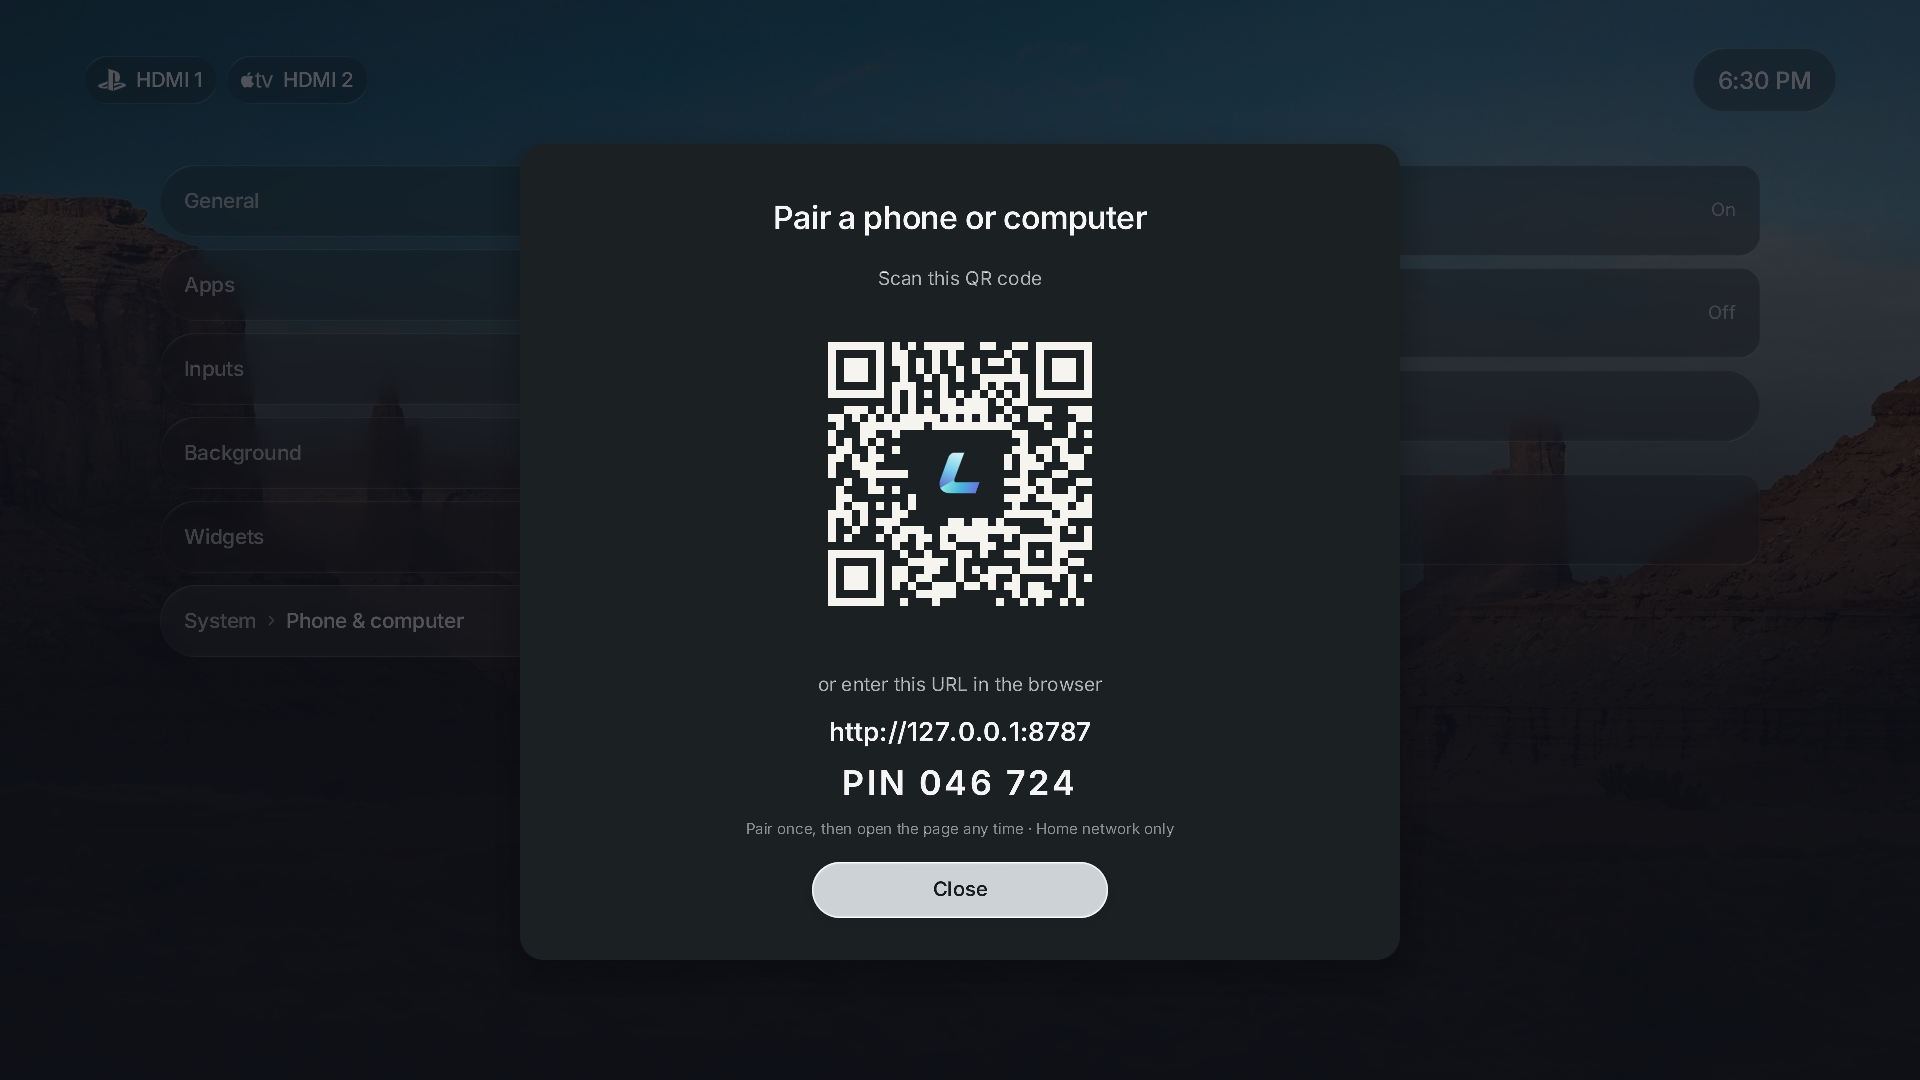 HDMI 1
tv HDMI 2
6:30 PM
General
Apps
Inputs
Background
Widgets
System > Phone & computer
On
Off
Pair a phone or computer
Scan this QR code
or enter this URL in the browser
http://127.0.0.1:8787
PIN 046 724
Pair once, then open the page any time · Home network only
Close